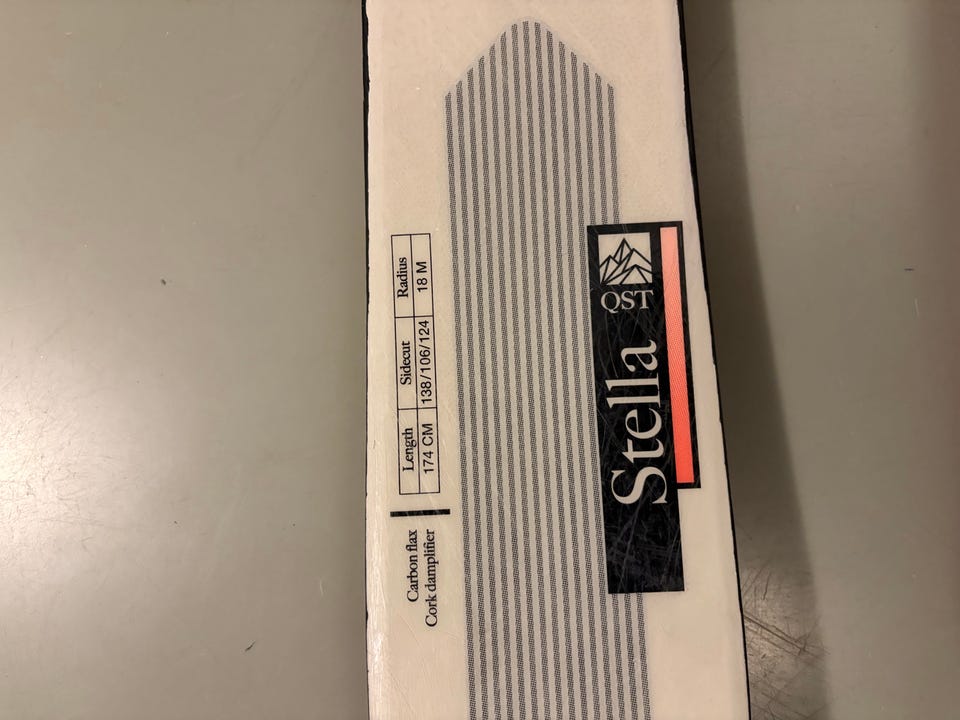 Carbon flax
Cork damplifier
Length Sidecut Radius
174 CM 138/106/124 18 M
Stella QST